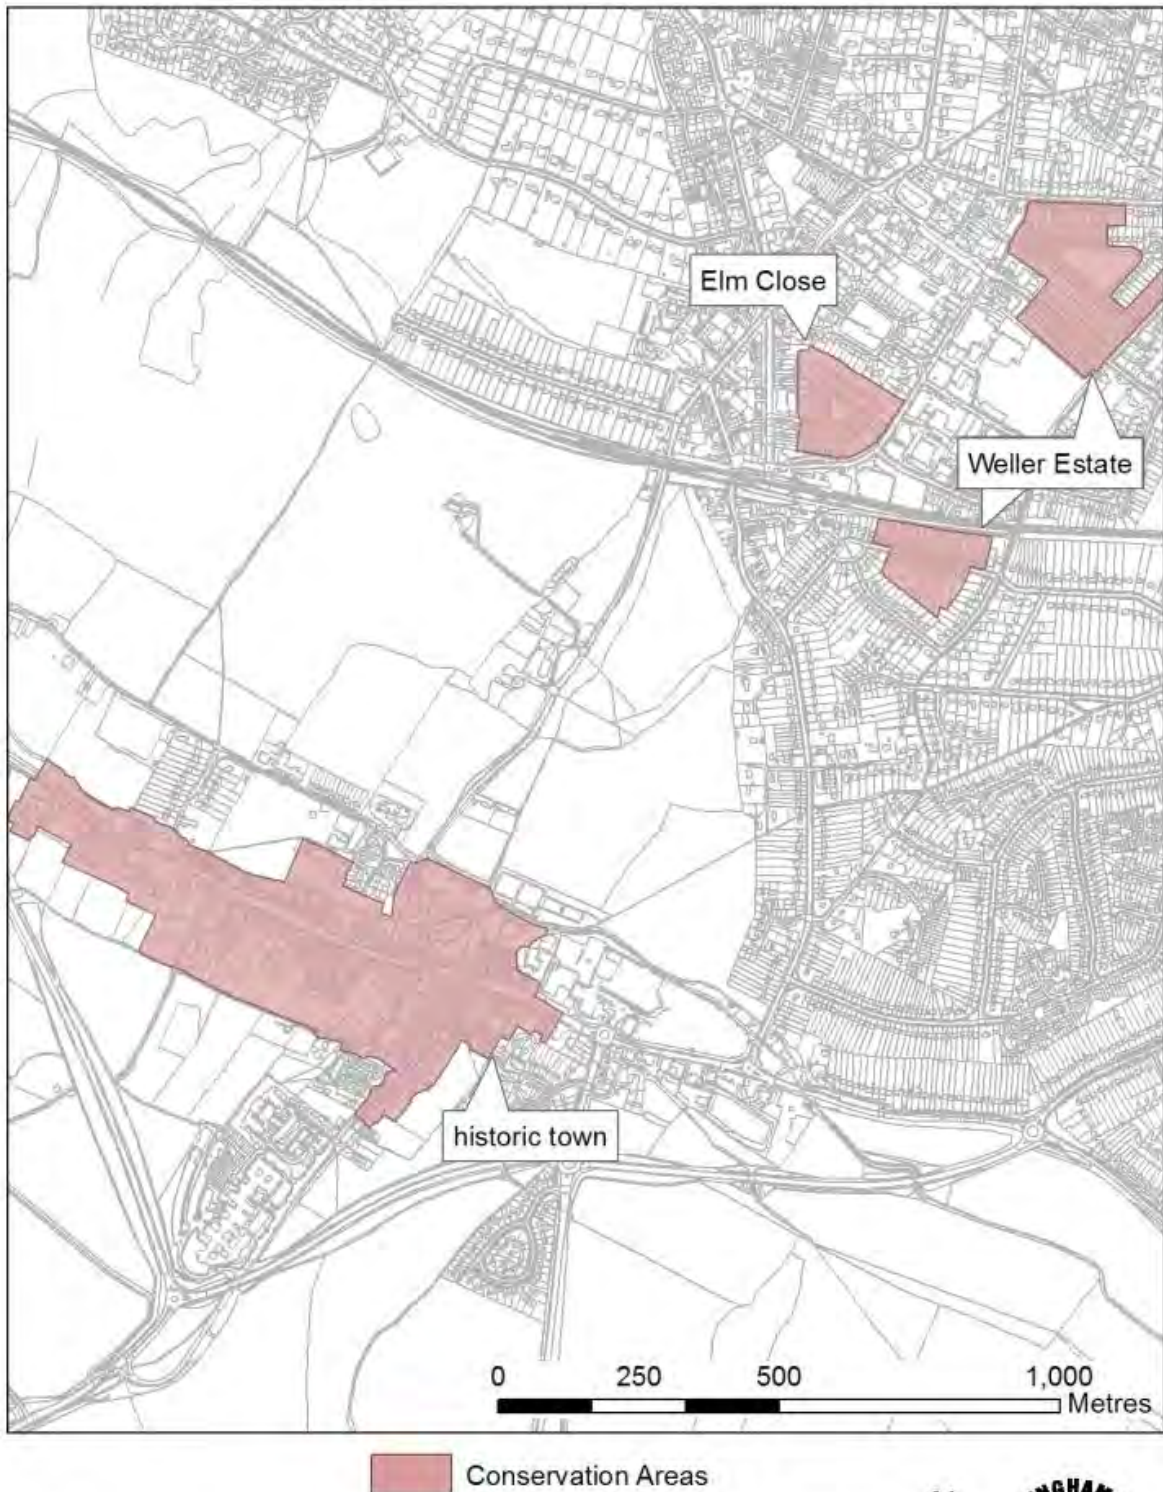 Elm Close
Weller Estate
historic town
0 250 500 1,000
Metres
Conservation Areas